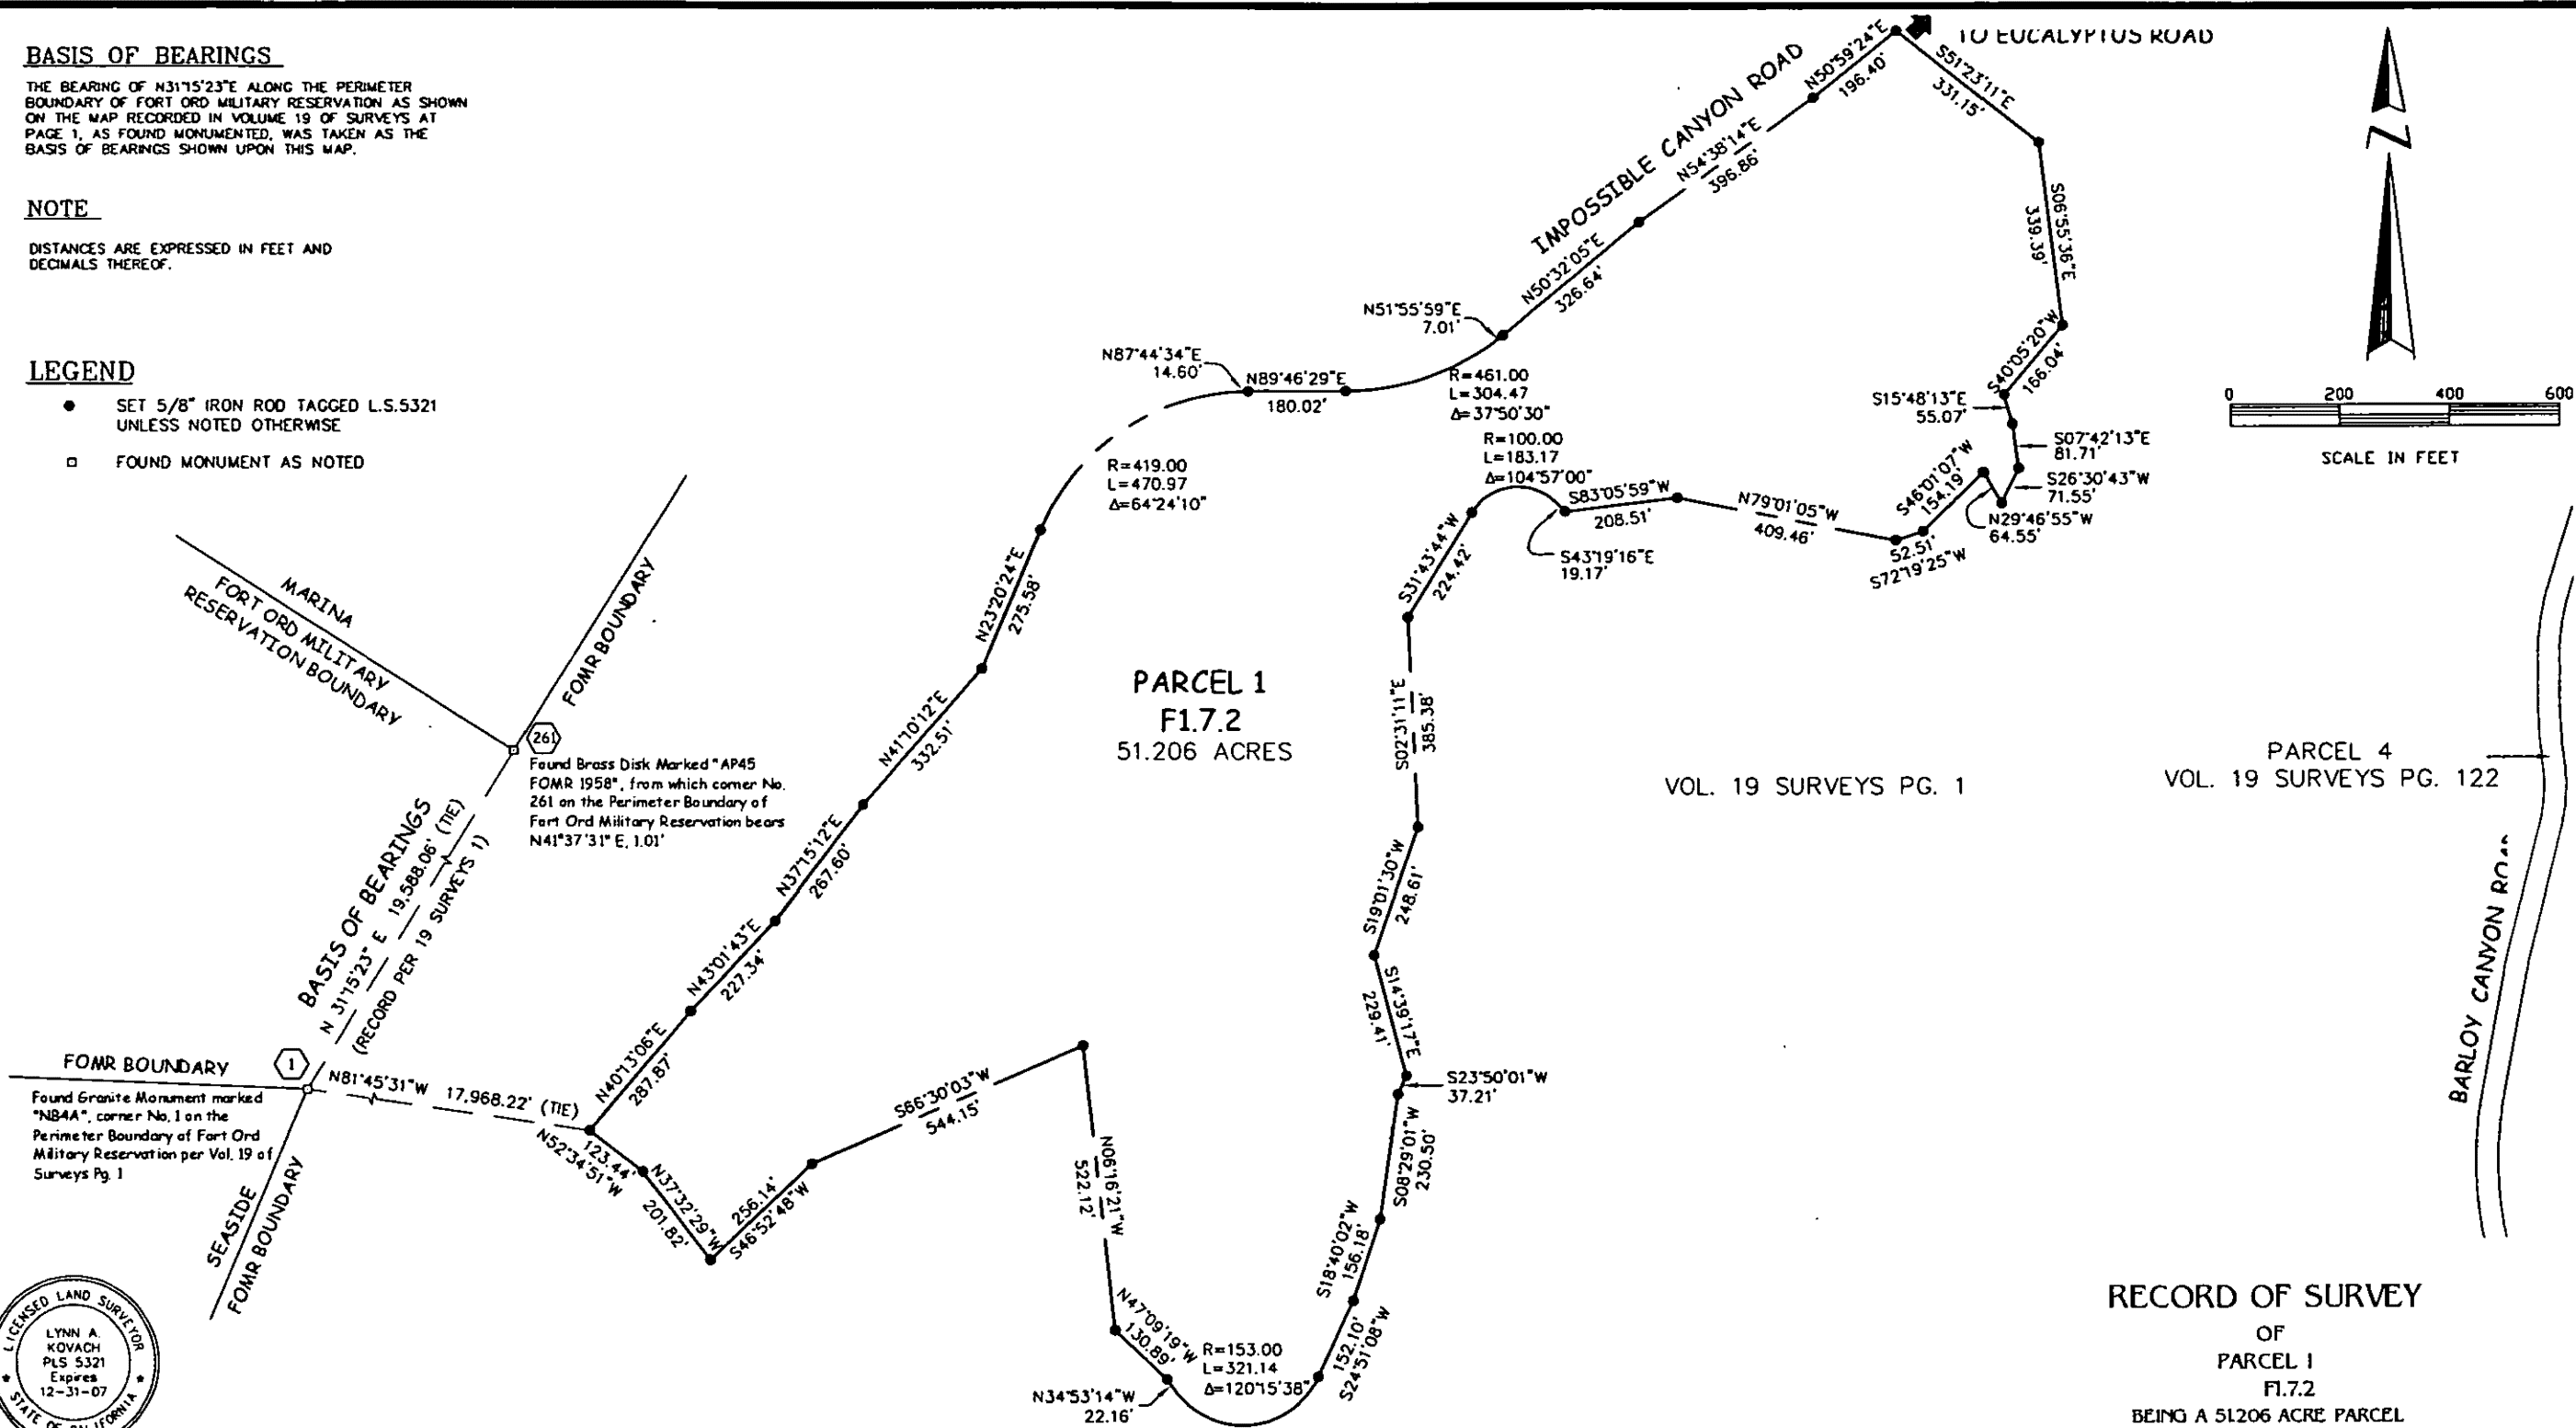 BASIS OF BEARINGS
THE BEARING OF N31°15'23"E ALONG THE PERIMETER
BOUNDARY OF FORT ORD MILITARY RESERVATION AS SHOWN
ON THE MAP RECORDED IN VOLUME 19 OF SURVEYS AT
PAGE 1, AS FOUND MONUMENTED, WAS TAKEN AS THE
BASIS OF BEARINGS SHOWN UPON THIS MAP.
NOTE
DISTANCES ARE EXPRESSED IN FEET AND
DECIMALS THEREOF.
LEGEND
SET 5/8" IRON ROD TAGGED L.S.5321
UNLESS NOTED OTHERWISE
FOUND MONUMENT AS NOTED
TO EUCALYPTUS ROAD
IMPOSSIBLE CANYON ROAD
N50°59'24"E
196.40'
N54°38'14"E
396.86'
N50°32'05"E
326.64'
N51°55'59"E
7.01'
S51°23'11"E
331.15'
S06°55'36"E
339.39'
S40°05'20"W
166.04'
S15°48'13"E
55.07'
S07°42'13"E
81.71'
S26°30'43"W
71.55'
N29°46'55"W
64.55'
S46°01'07"W
154.19'
52.51'
S72°19'25"W
N79°01'05"W
409.46'
S83°05'59"W
208.51'
S43°19'16"E
19.17'
R=461.00
L=304.47
Δ=37°50'30"
R=100.00
L=183.17
Δ=104°57'00"
N87°44'34"E
14.60'
N89°46'29"E
180.02'
R=419.00
L=470.97
Δ=64°24'10"
N
0 200 400 600
SCALE IN FEET
S31°43'44"W
224.42'
S02°31'11"E
385.38'
S19°01'30"W
248.61'
S14°39'17"E
229.41'
S23°50'01"W
37.21'
S08°29'01"W
230.50'
S18°40'02"W
156.18'
152.10'
S24°51'08"W
R=153.00
L=321.14
Δ=120°15'38"
N34°53'14"W
22.16'
N47°09'19"W
130.89'
N06°16'21"W
522.12'
S66°30'03"W
544.15'
256.14'
S46°52'48"W
N37°32'29"W
201.82'
123.44'
N52°34'51"W
N40°13'06"E
287.87'
N43°01'43"E
227.34'
N37°15'12"E
267.60'
N41°10'12"E
332.51'
N23°20'24"E
275.58'
PARCEL 1
F1.7.2
51.206 ACRES
VOL. 19 SURVEYS PG. 1
PARCEL 4
VOL. 19 SURVEYS PG. 122
BARLOY CANYON ROAD
MARINA
FORT ORD MILITARY
RESERVATION BOUNDARY
FOMR BOUNDARY
261
Found Brass Disk Marked "AP45
FOMR 1958", from which corner No.
261 on the Perimeter Boundary of
Fort Ord Military Reservation bears
N41°37'31" E, 1.01'
BASIS OF BEARINGS
N 31°15'23" E 19,588.06' (TIE)
(RECORD PER 19 SURVEYS 1)
FOMR BOUNDARY
1
N81°45'31"W 17,968.22' (TIE)
Found Granite Monument marked
"NB4A", corner No. 1 on the
Perimeter Boundary of Fort Ord
Military Reservation per Vol. 19 of
Surveys Pg. 1
SEASIDE
FOMR BOUNDARY
LICENSED LAND SURVEYOR
LYNN A.
KOVACH
PLS 5321
Expires
12-31-07
STATE OF CALIFORNIA
RECORD OF SURVEY
OF
PARCEL 1
F1.7.2
BEING A 51.206 ACRE PARCEL